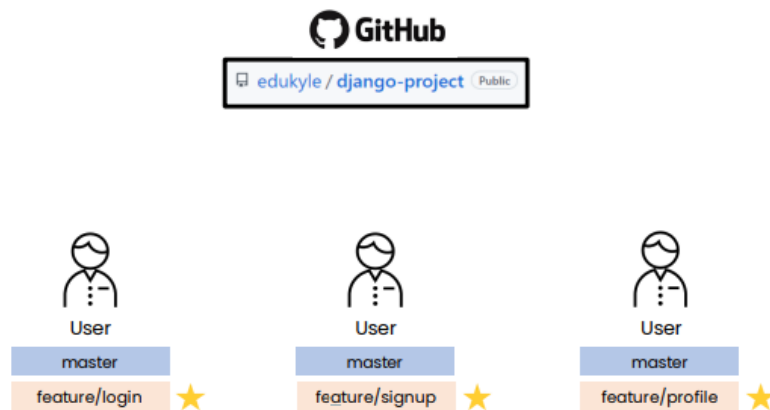 GitHub
edukyle / django-project Public
User
User
User
master
master
master
feature/login
feature/signup
feature/profile